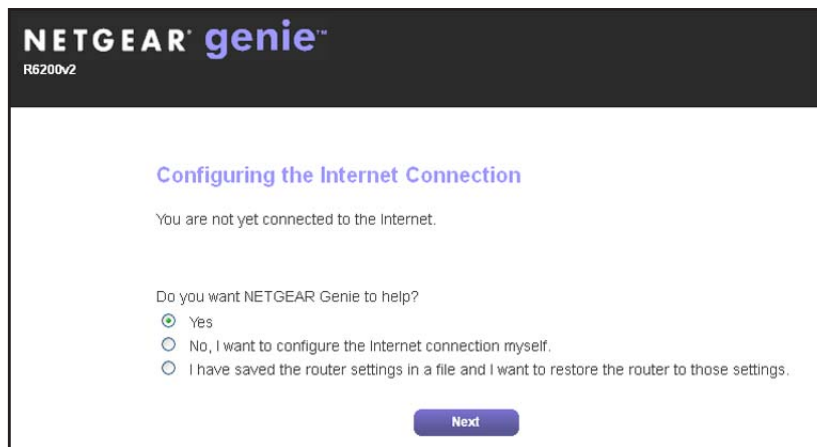 NETGEAR® genie™
R6200v2
Configuring the Internet Connection
You are not yet connected to the Internet.
Do you want NETGEAR Genie to help?
Yes
No, I want to configure the Internet connection myself.
I have saved the router settings in a file and I want to restore the router to those settings.
Next